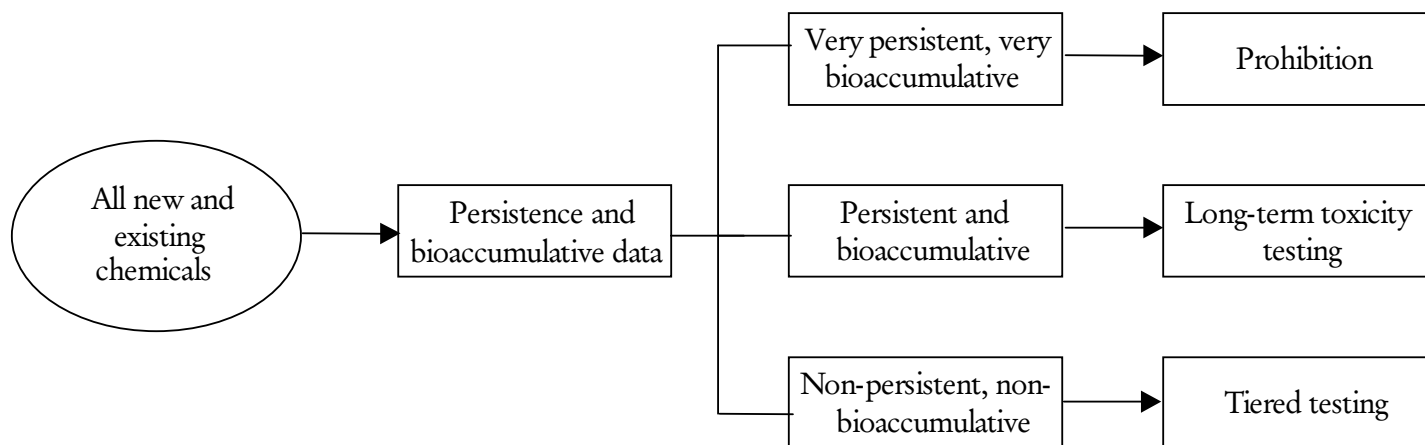 All new and
existing
chemicals
Persistence and
bioaccumulative data
Very persistent, very
bioaccumulative
Prohibition
Persistent and
bioaccumulative
Long-term toxicity
testing
Non-persistent, non-
bioaccumulative
Tiered testing